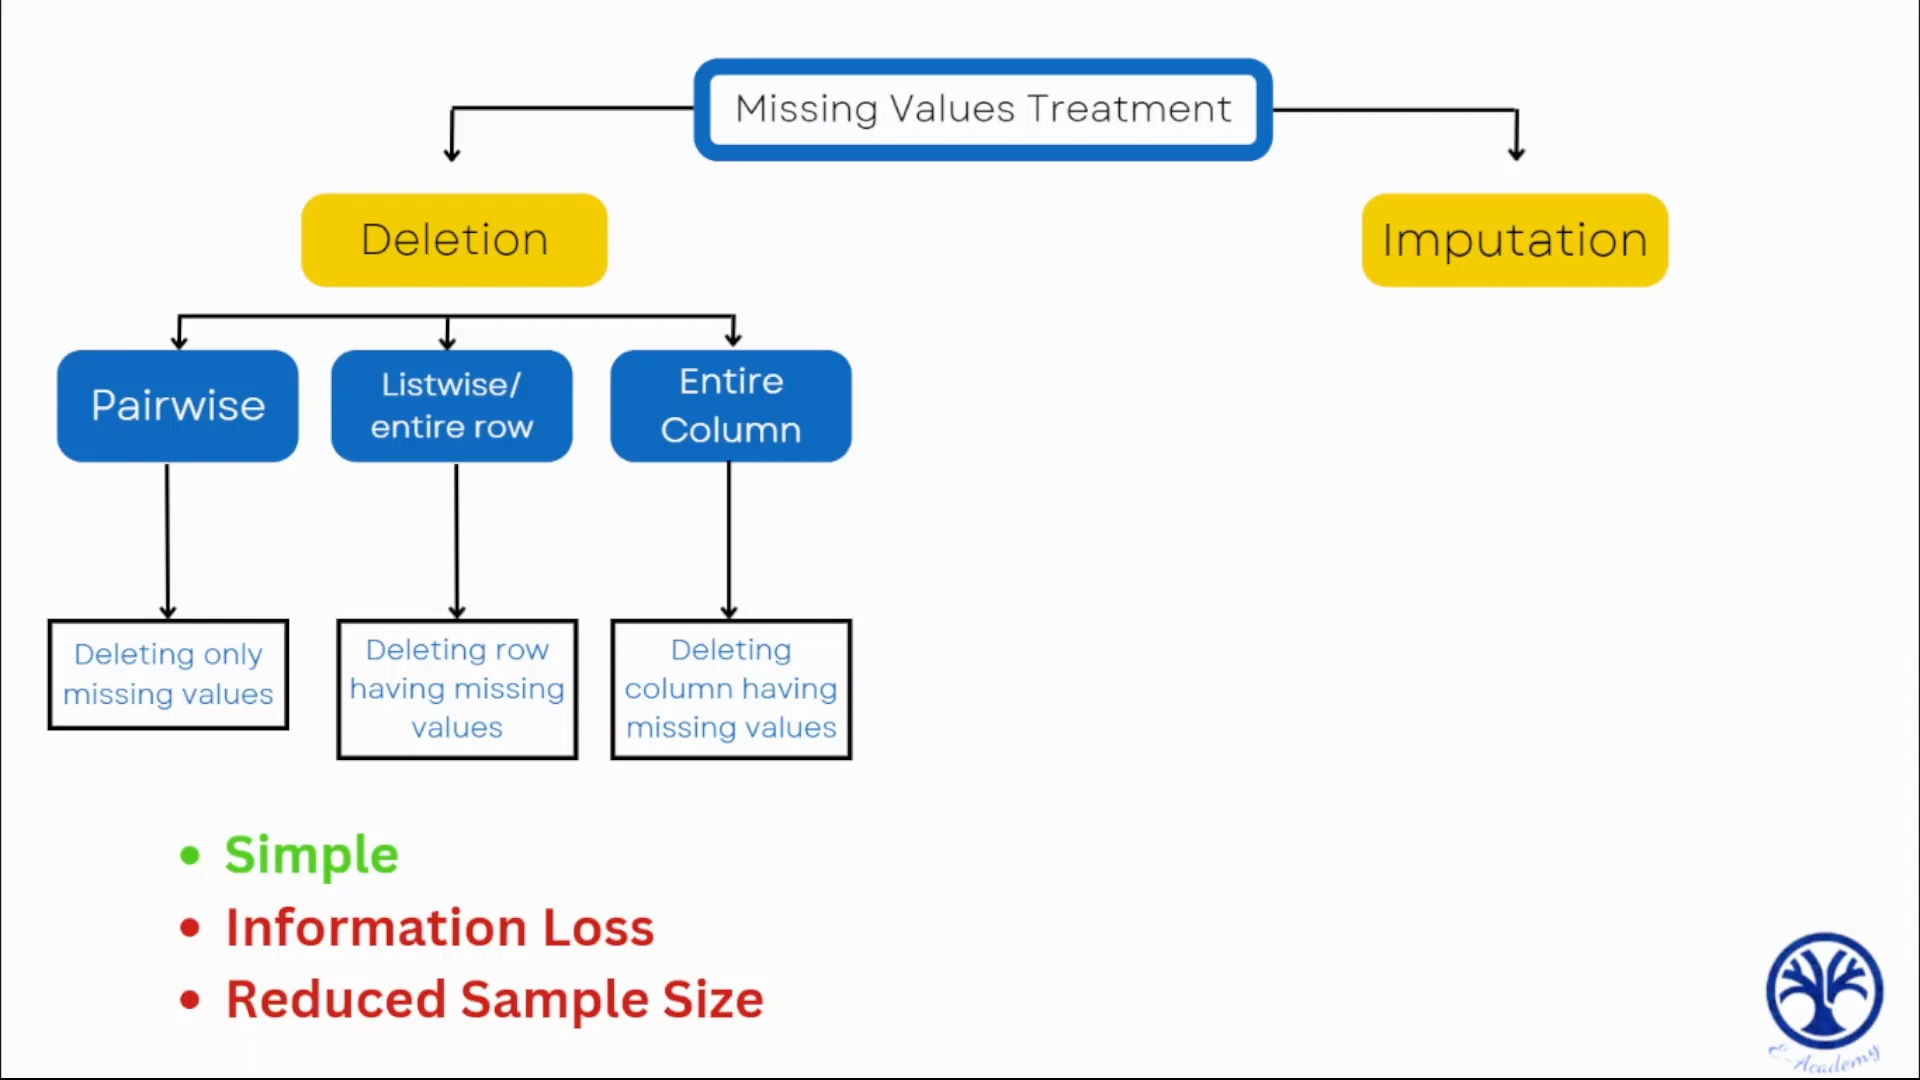 Missing Values Treatment
Deletion
Imputation
Pairwise
Listwise/
entire row
Entire
Column
Deleting only
missing values
Deleting row
having missing
values
Deleting
column having
missing values
• Simple
• Information Loss
• Reduced Sample Size
E-Academy